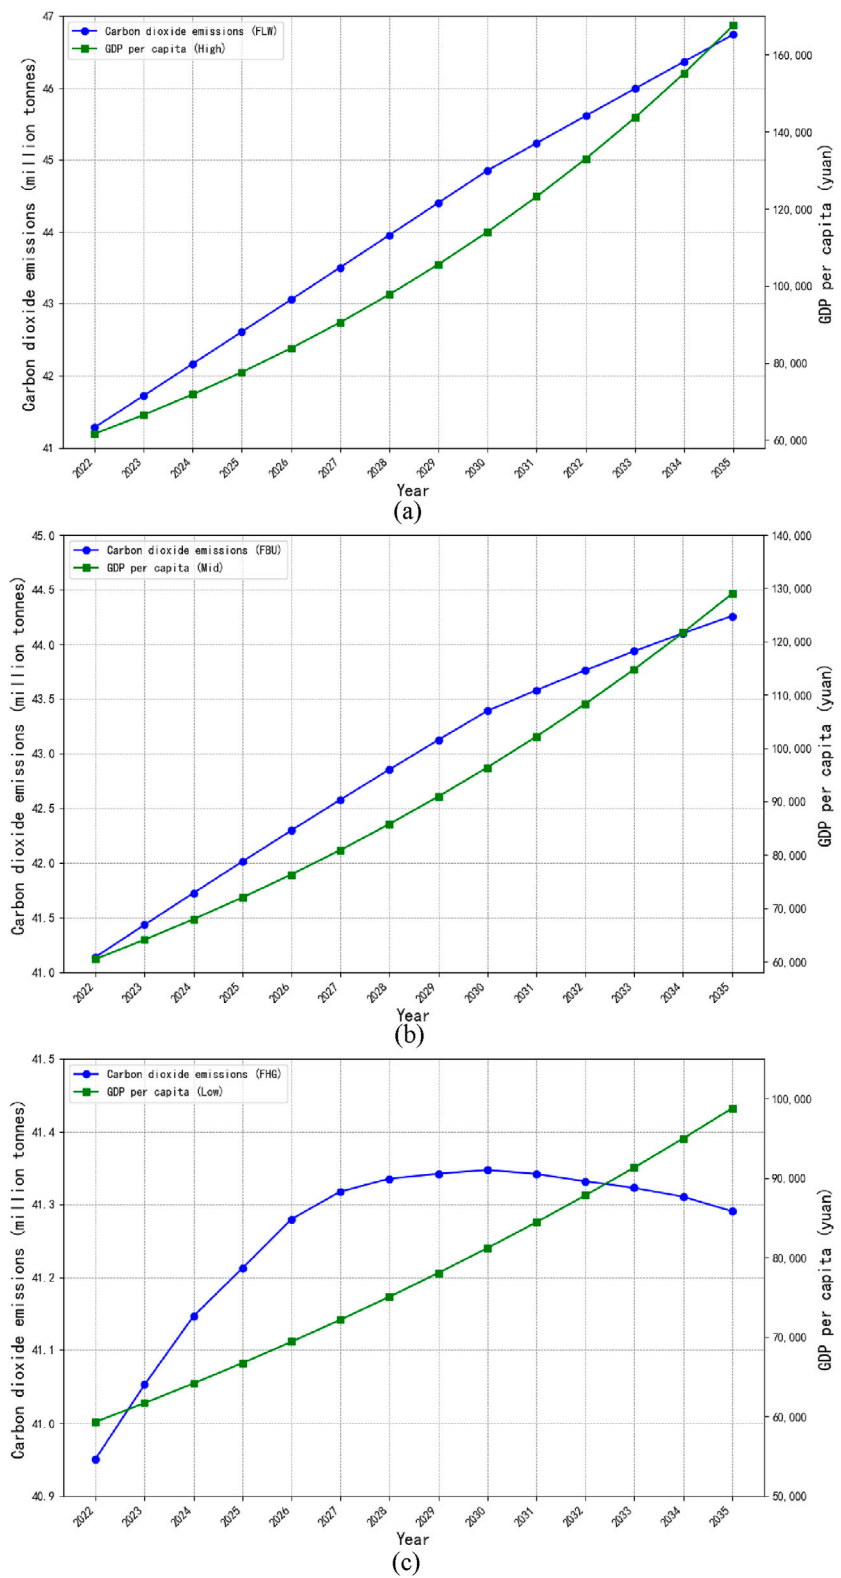 Carbon dioxide emissions (FLW)
GDP per capita (High)
Carbon dioxide emissions (million tonnes)
47
46
45
44
43
42
41
GDP per capita (yuan)
160,000
140,000
120,000
100,000
80,000
60,000
2022 2023 2024 2025 2026 2027 2028 2029 2030 2031 2032 2033 2034 2035
Year
(a)
Carbon dioxide emissions (FBU)
GDP per capita (Mid)
Carbon dioxide emissions (million tonnes)
45.0
44.5
44.0
43.5
43.0
42.5
42.0
41.5
41.0
GDP per capita (yuan)
140,000
130,000
120,000
110,000
100,000
90,000
80,000
70,000
60,000
2022 2023 2024 2025 2026 2027 2028 2029 2030 2031 2032 2033 2034 2035
Year
(b)
Carbon dioxide emissions (FHG)
GDP per capita (Low)
Carbon dioxide emissions (million tonnes)
41.5
41.4
41.3
41.2
41.1
41.0
40.9
GDP per capita (yuan)
100,000
90,000
80,000
70,000
60,000
50,000
2022 2023 2024 2025 2026 2027 2028 2029 2030 2031 2032 2033 2034 2035
Year
(c)